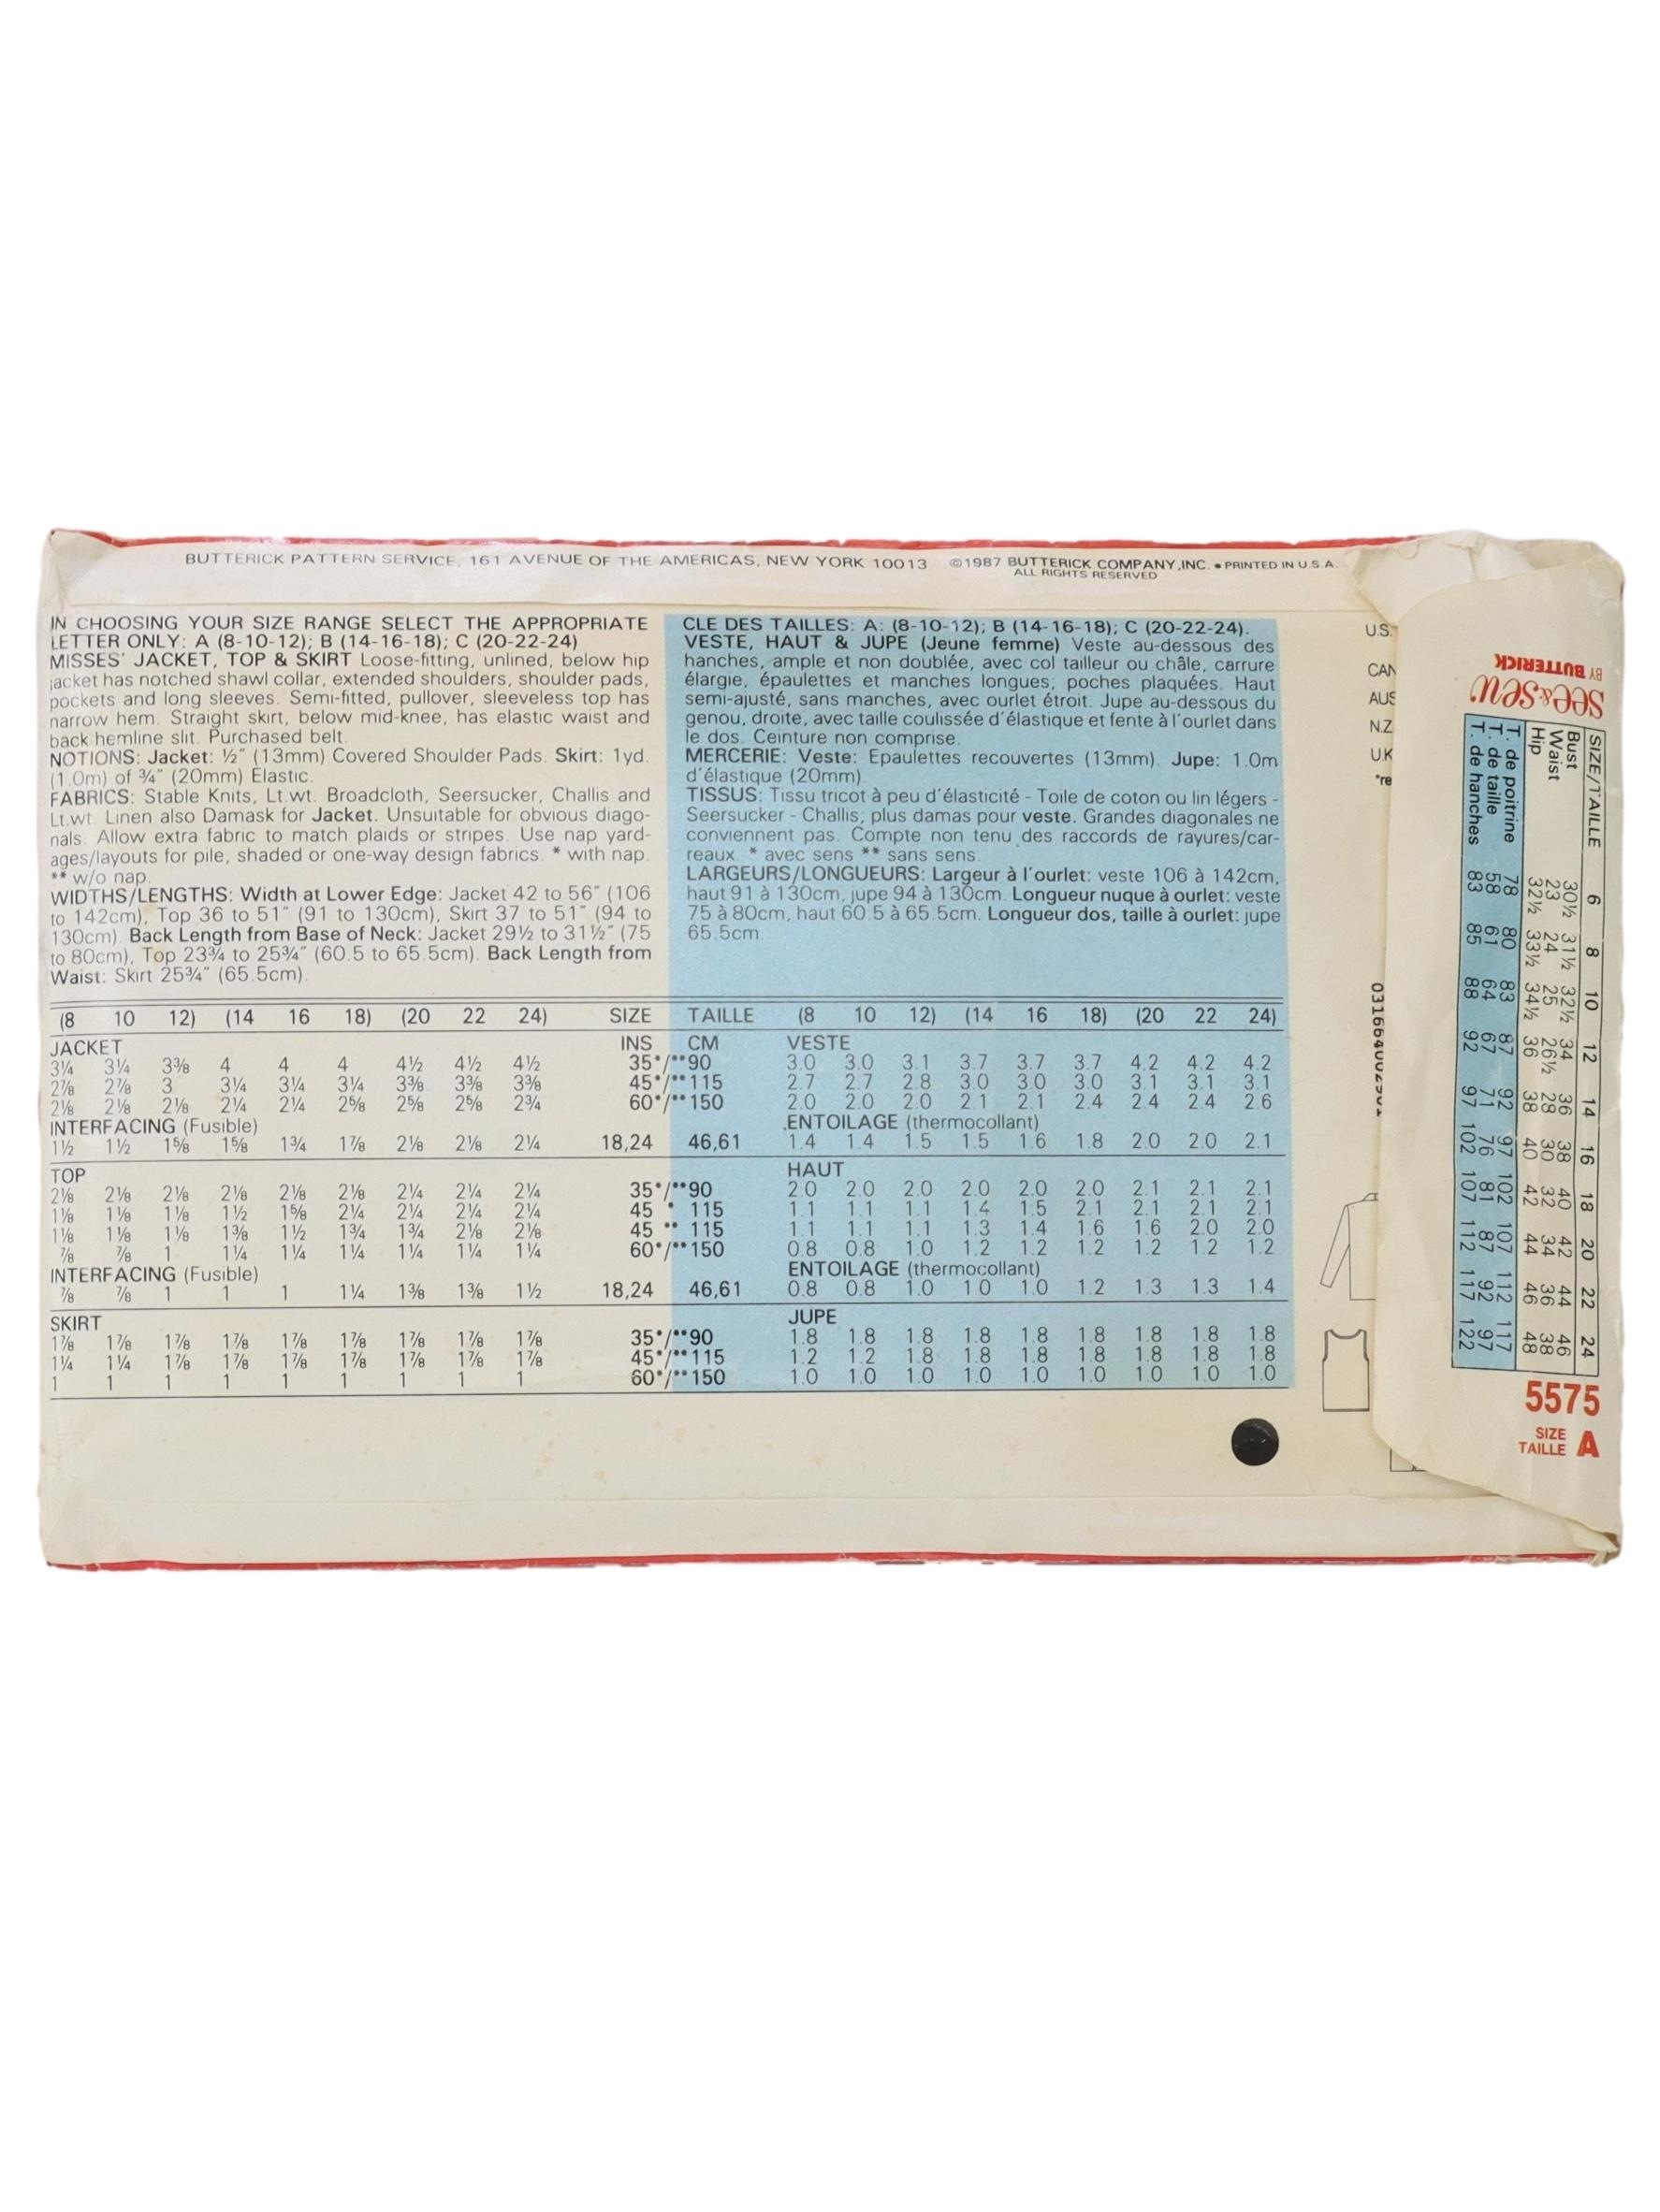 BUTTERICK PATTERN SERVICE, 161 AVENUE OF THE AMERICAS, NEW YORK 10013 ©1987 BUTTERICK COMPANY, INC. • PRINTED IN U.S.A.
ALL RIGHTS RESERVED
IN CHOOSING YOUR SIZE RANGE SELECT THE APPROPRIATE
LETTER ONLY: A (8-10-12); B (14-16-18); C (20-22-24)
MISSES' JACKET, TOP & SKIRT Loose-fitting, unlined, below hip
jacket has notched shawl collar, extended shoulders, shoulder pads,
pockets and long sleeves. Semi-fitted, pullover, sleeveless top has
narrow hem. Straight skirt, below mid-knee, has elastic waist and
back hemline slit. Purchased belt.
NOTIONS: Jacket: ½" (13mm) Covered Shoulder Pads. Skirt: 1yd.
(1.0m) of ¾" (20mm) Elastic.
FABRICS: Stable Knits, Lt.wt. Broadcloth, Seersucker, Challis and
Lt.wt. Linen also Damask for Jacket. Unsuitable for obvious diago-
nals. Allow extra fabric to match plaids or stripes. Use nap yard-
ages/layouts for pile, shaded or one-way design fabrics. * with nap.
** w/o nap.
WIDTHS/LENGTHS: Width at Lower Edge: Jacket 42 to 56" (106
to 142cm), Top 36 to 51" (91 to 130cm), Skirt 37 to 51" (94 to
130cm). Back Length from Base of Neck: Jacket 29½ to 31½" (75
to 80cm), Top 23¾ to 25¾" (60.5 to 65.5cm). Back Length from
Waist: Skirt 25¾" (65.5cm).
CLE DES TAILLES: A: (8-10-12); B (14-16-18); C (20-22-24).
VESTE, HAUT & JUPE (Jeune femme) Veste au-dessous des
hanches, ample et non doublée, avec col tailleur ou châle, carrure
élargie, épaulettes et manches longues; poches plaquées. Haut
semi-ajusté, sans manches, avec ourlet étroit. Jupe au-dessous du
genou, droite, avec taille coulissée d'élastique et fente à l'ourlet dans
le dos. Ceinture non comprise.
MERCERIE: Veste: Epaulettes recouvertes (13mm). Jupe: 1.0m
d'élastique (20mm).
TISSUS: Tissu tricot à peu d'élasticité - Toile de coton ou lin légers -
Seersucker - Challis; plus damas pour veste. Grandes diagonales ne
conviennent pas. Compte non tenu des raccords de rayures/car-
reaux. * avec sens ** sans sens.
LARGEURS/LONGUEURS: Largeur à l'ourlet: veste 106 à 142cm,
haut 91 à 130cm, jupe 94 à 130cm. Longueur nuque à ourlet: veste
75 à 80cm, haut 60.5 à 65.5cm. Longueur dos, taille à ourlet: jupe
65.5cm.
(8 10 12) (14 16 18) (20 22 24) SIZE TAILLE (8 10 12) (14 16 18) (20 22 24)
JACKET INS CM VESTE
3¼ 3¼ 3⅜ 4 4 4 4½ 4½ 4½ 35*/**90 3.0 3.0 3.1 3.7 3.7 3.7 4.2 4.2 4.2
2⅞ 2⅞ 3 3¼ 3¼ 3¼ 3⅜ 3⅜ 3⅜ 45*/**115 2.7 2.7 2.8 3.0 3.0 3.0 3.1 3.1 3.1
2⅛ 2⅛ 2⅛ 2¼ 2¼ 2⅝ 2⅝ 2⅝ 2¾ 60*/**150 2.0 2.0 2.0 2.1 2.1 2.4 2.4 2.4 2.6
INTERFACING (Fusible) ENTOILAGE (thermocollant)
1½ 1½ 1⅝ 1⅝ 1¾ 1⅞ 2⅛ 2⅛ 2¼ 18,24 46,61 1.4 1.4 1.5 1.5 1.6 1.8 2.0 2.0 2.1
TOP HAUT
2⅛ 2⅛ 2⅛ 2⅛ 2⅛ 2⅛ 2¼ 2¼ 2¼ 35*/**90 2.0 2.0 2.0 2.0 2.0 2.0 2.1 2.1 2.1
1⅛ 1⅛ 1⅛ 1½ 1⅝ 2¼ 2¼ 2¼ 2¼ 45 * 115 1.1 1.1 1.1 1.4 1.5 2.1 2.1 2.1 2.1
1⅛ 1⅛ 1⅛ 1⅜ 1½ 1¾ 1¾ 2⅛ 2⅛ 45 ** 115 1.1 1.1 1.1 1.3 1.4 1.6 1.6 2.0 2.0
⅞ ⅞ 1 1¼ 1¼ 1¼ 1¼ 1¼ 1¼ 60*/**150 0.8 0.8 1.0 1.2 1.2 1.2 1.2 1.2 1.2
INTERFACING (Fusible) ENTOILAGE (thermocollant)
⅞ ⅞ 1 1 1 1¼ 1⅜ 1⅜ 1½ 18,24 46,61 0.8 0.8 1.0 1.0 1.0 1.2 1.3 1.3 1.4
SKIRT JUPE
1⅞ 1⅞ 1⅞ 1⅞ 1⅞ 1⅞ 1⅞ 1⅞ 1⅞ 35*/**90 1.8 1.8 1.8 1.8 1.8 1.8 1.8 1.8 1.8
1¼ 1¼ 1⅞ 1⅞ 1⅞ 1⅞ 1⅞ 1⅞ 1⅞ 45*/**115 1.2 1.2 1.8 1.8 1.8 1.8 1.8 1.8 1.8
1 1 1 1 1 1 1 1 1 60*/**150 1.0 1.0 1.0 1.0 1.0 1.0 1.0 1.0 1.0
U.S.
CAN
AUS
N.Z
U.K
*re
see & sew
BY BUTTERICK
SIZE/TAILLE 6 8 10 12 14 16 18 20 22 24
Bust 30½ 31½ 32½ 34 36 38 40 42 44 46
Waist 23 24 25 26½ 28 30 32 34 36 38
Hip 32½ 33½ 34½ 36 38 40 42 44 46 48
T. de poitrine 78 80 83 87 92 97 102 107 112 117
T. de taille 58 61 64 67 71 76 81 87 92 97
T. de hanches 83 85 88 92 97 102 107 112 117 122
5575
SIZE
TAILLE A